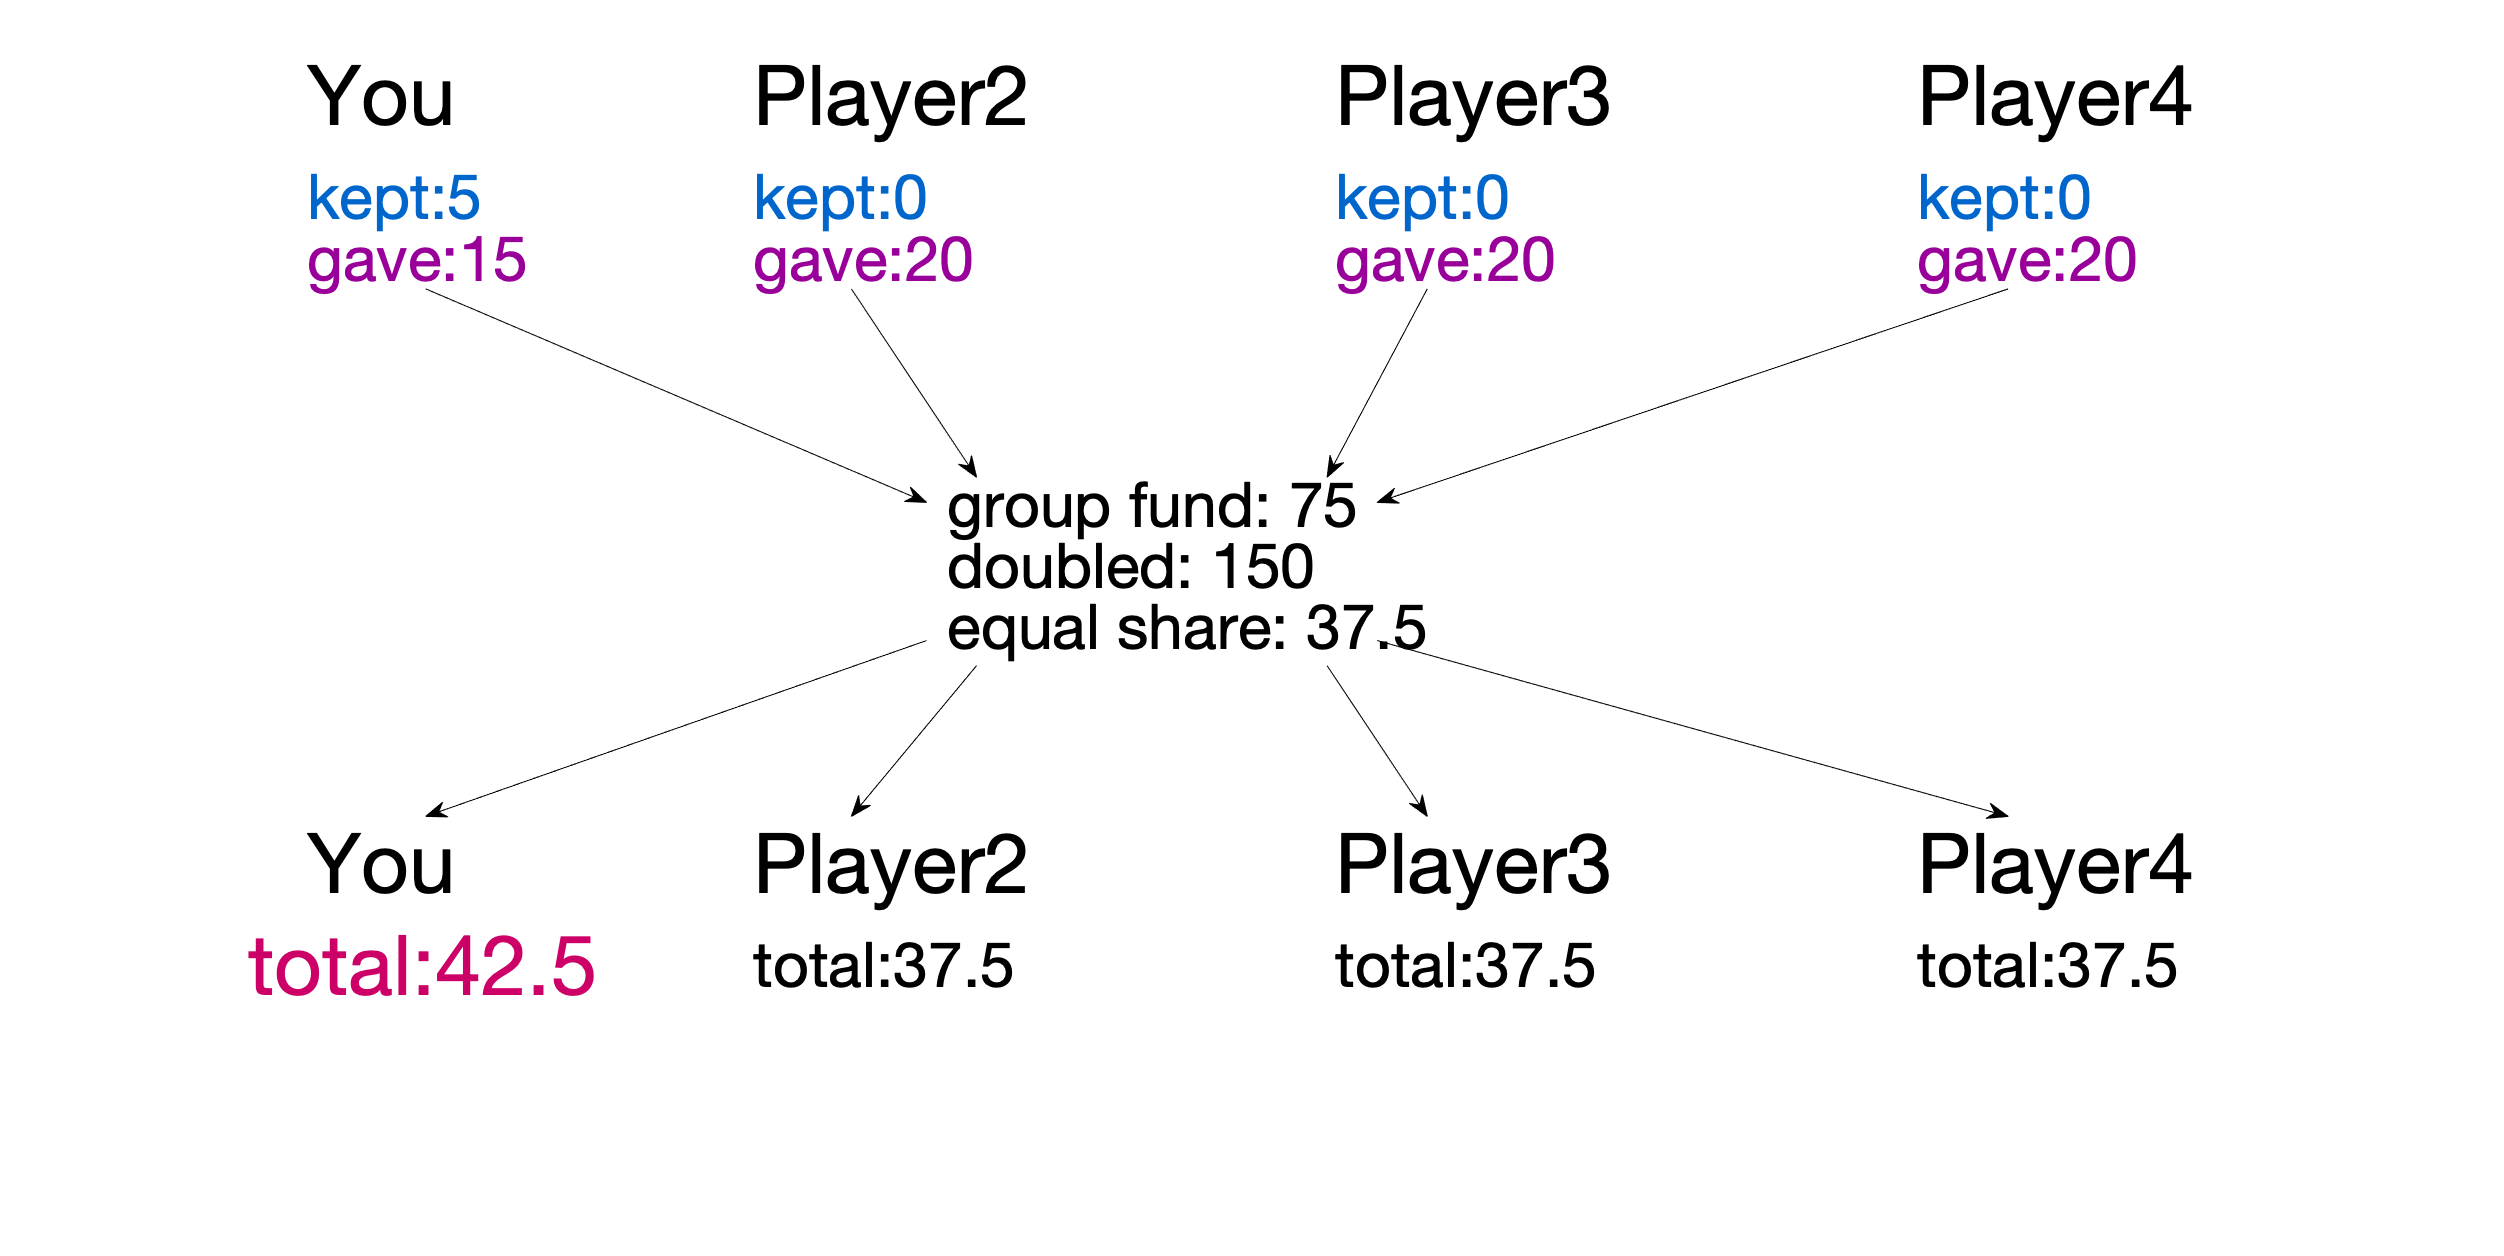 You Player2 Player3 Player4
kept:5 kept:0 kept:0 kept:0
gave:15 gave:20 gave:20 gave:20
group fund: 75
doubled: 150
equal share: 37.5
You Player2 Player3 Player4
total:42.5 total:37.5 total:37.5 total:37.5